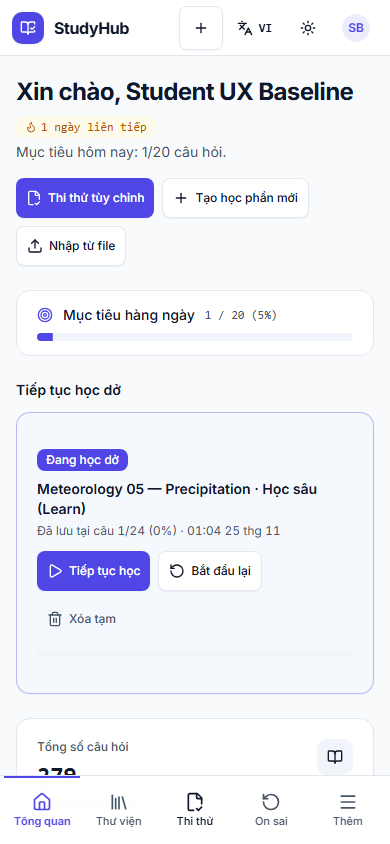 StudyHub
VI
SB
Xin chào, Student UX Baseline
1 ngày liên tiếp
Mục tiêu hôm nay: 1/20 câu hỏi.
Thi thử tùy chỉnh
Tạo học phần mới
Nhập từ file
Mục tiêu hàng ngày 1 / 20 (5%)
Tiếp tục học dở
Đang học dở
Meteorology 05 — Precipitation · Học sâu
(Learn)
Đã lưu tại câu 1/24 (0%) · 01:04 25 thg 11
Tiếp tục học
Bắt đầu lại
Xóa tạm
Tổng số câu hỏi
279
Tổng quan
Thư viện
Thi thử
On sai
Thêm